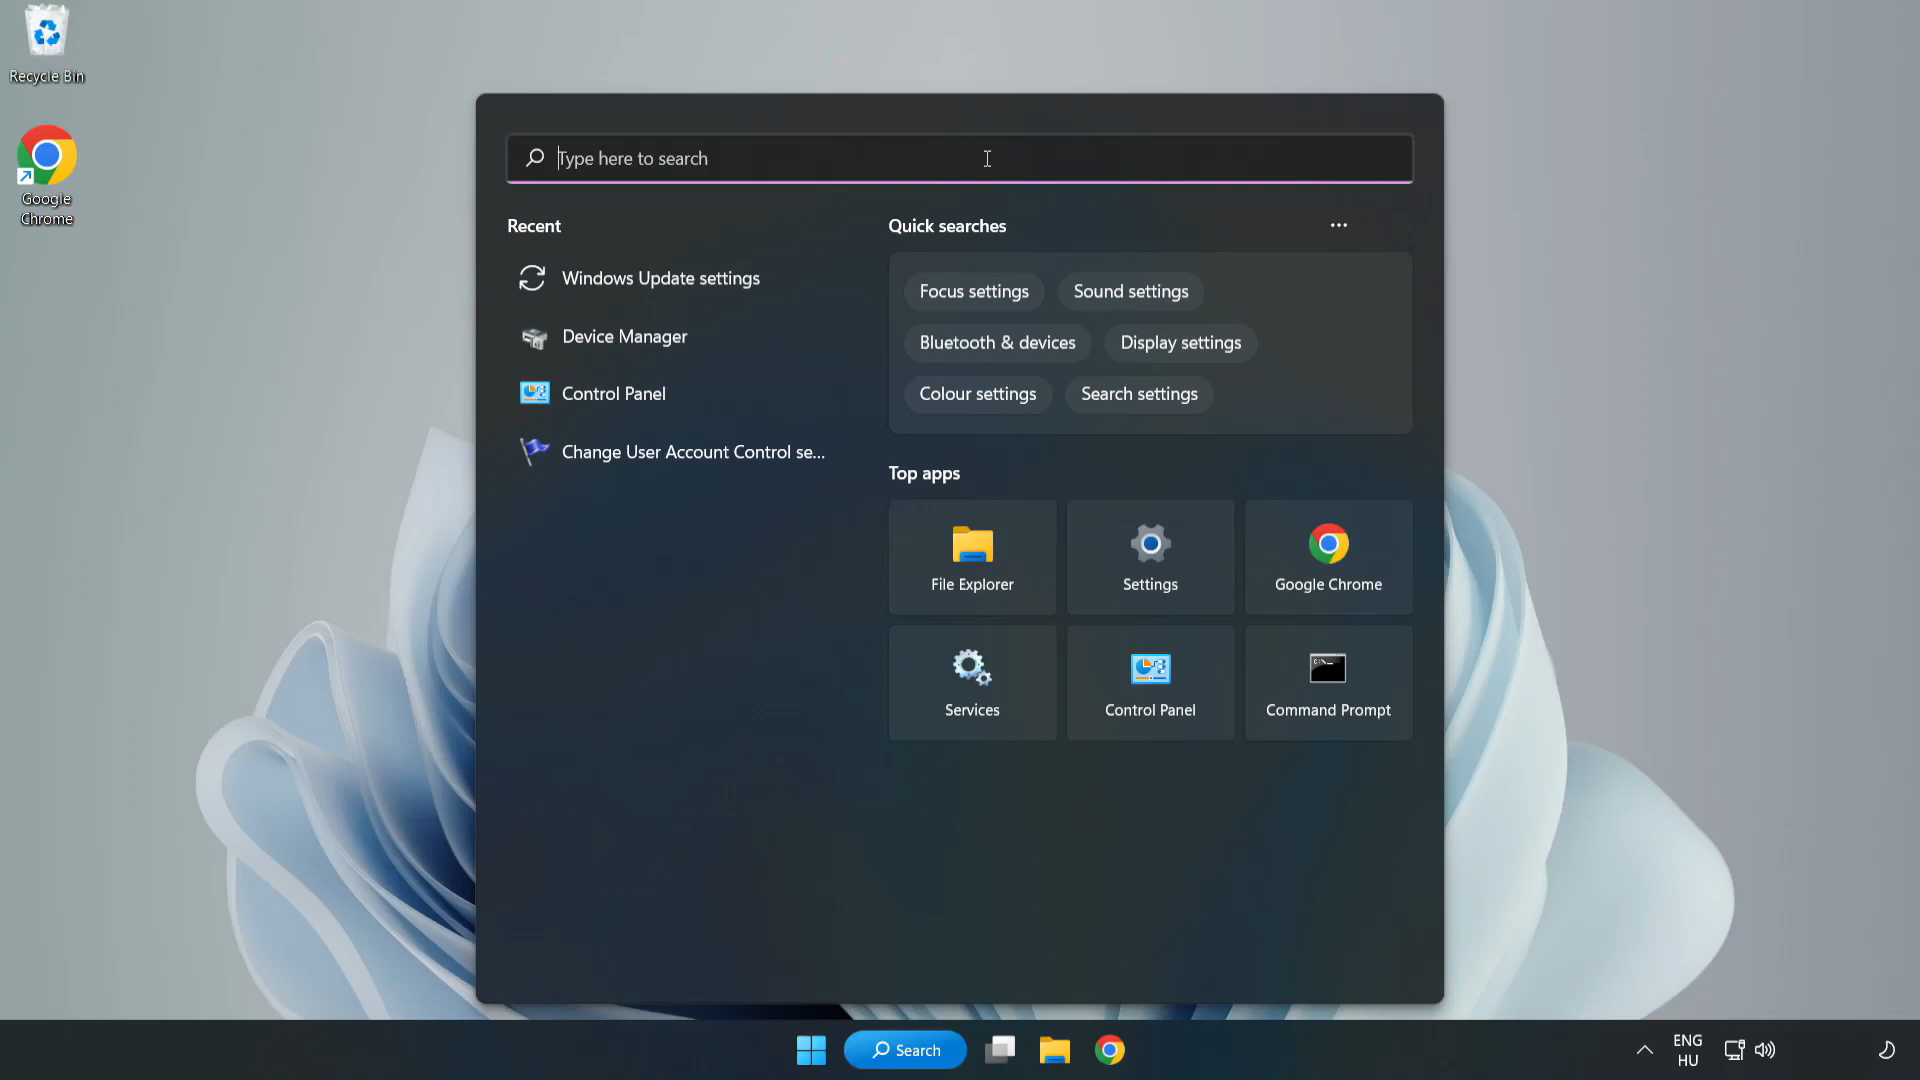 Recycle Bin
Google
Chrome
Type here to search
Recent
Windows Update settings
Device Manager
Control Panel
Change User Account Control se...
Quick searches
Focus settings
Sound settings
Bluetooth & devices
Display settings
Colour settings
Search settings
Top apps
File Explorer
Settings
Google Chrome
Services
Control Panel
Command Prompt
Search
ENG
HU